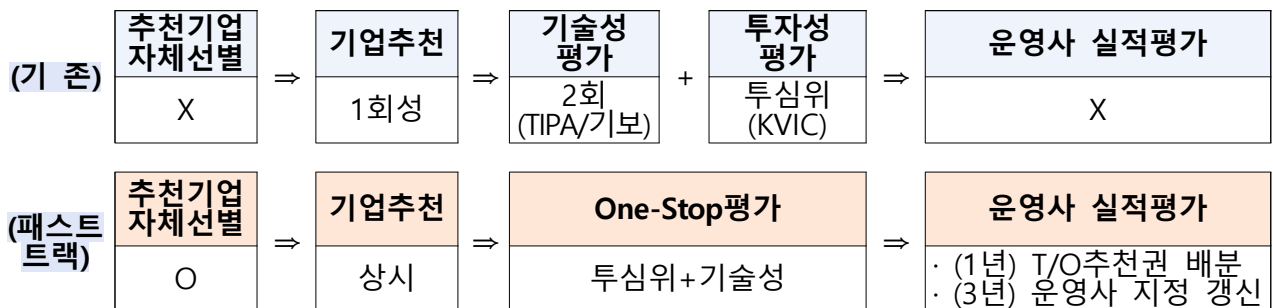 추천기업 자체선별
기업추천
기술성 평가
투자성 평가
운영사 실적평가
(기 존)
⇒
⇒
+
⇒
X
1회성
2회 (TIPA/기보)
투심위 (KVIC)
X
추천기업 자체선별
기업추천
One-Stop평가
운영사 실적평가
(패스트 트랙)
⇒
⇒
⇒
O
상시
투심위+기술성
· (1년) T/O추천권 배분
· (3년) 운영사 지정 갱신